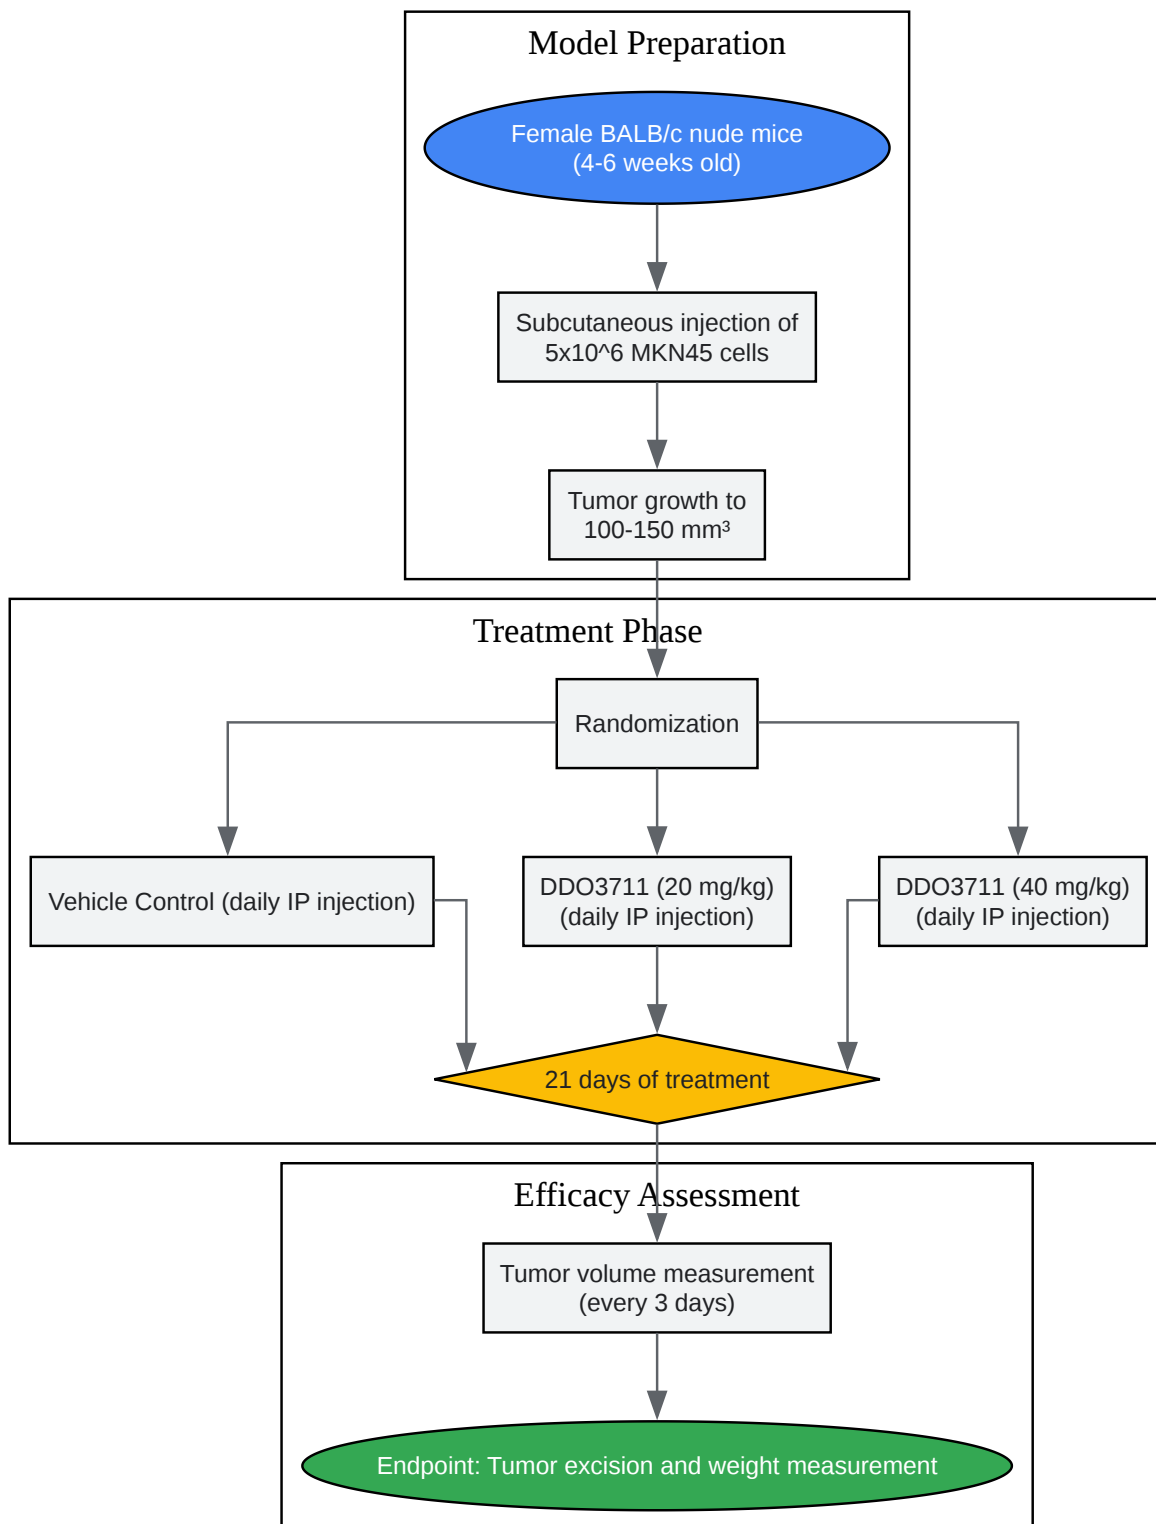 Model Preparation
Female BALB/c nude mice
(4-6 weeks old)
Subcutaneous injection of
5x10^6 MKN45 cells
Tumor growth to
100-150 mm³
Treatment Phase
Randomization
Vehicle Control (daily IP injection)
DDO3711 (20 mg/kg)
(daily IP injection)
DDO3711 (40 mg/kg)
(daily IP injection)
21 days of treatment
Efficacy Assessment
Tumor volume measurement
(every 3 days)
Endpoint: Tumor excision and weight measurement